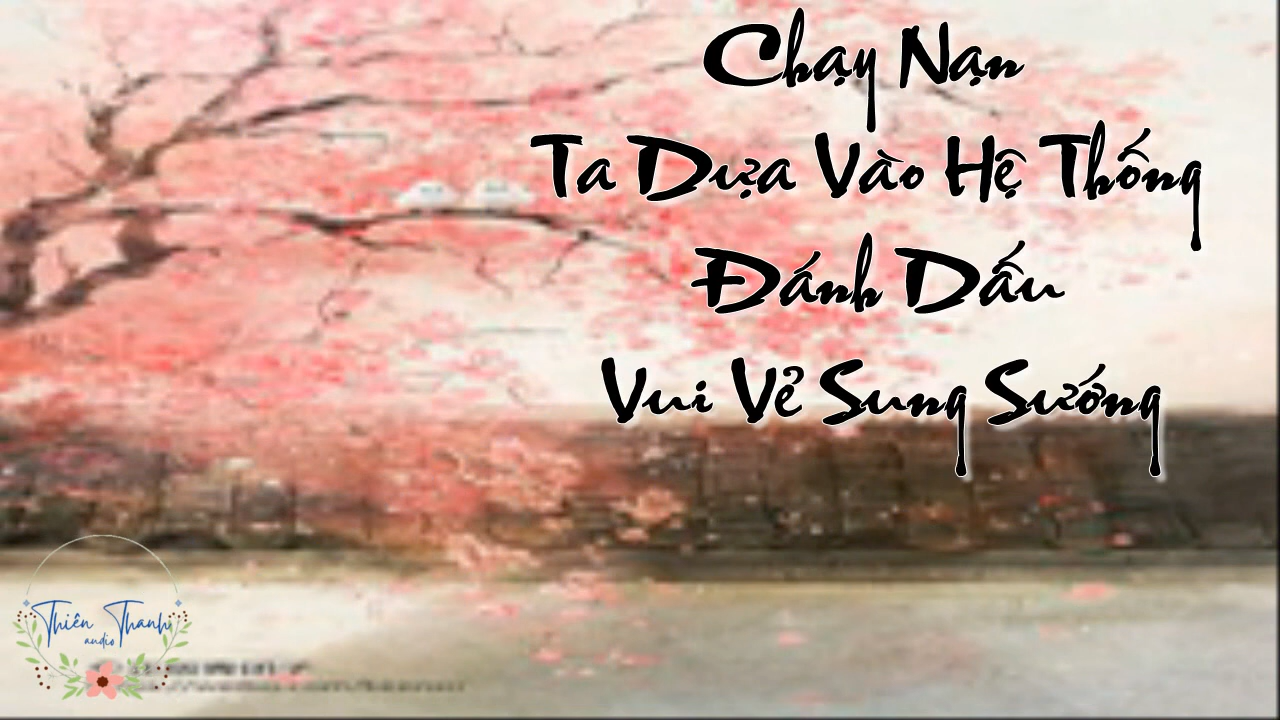 Chạy Nạn
Ta Dựa Vào Hệ Thống
Đánh Dấu
Vui Vẻ Sung Sướng
Thiên Thanh
audio